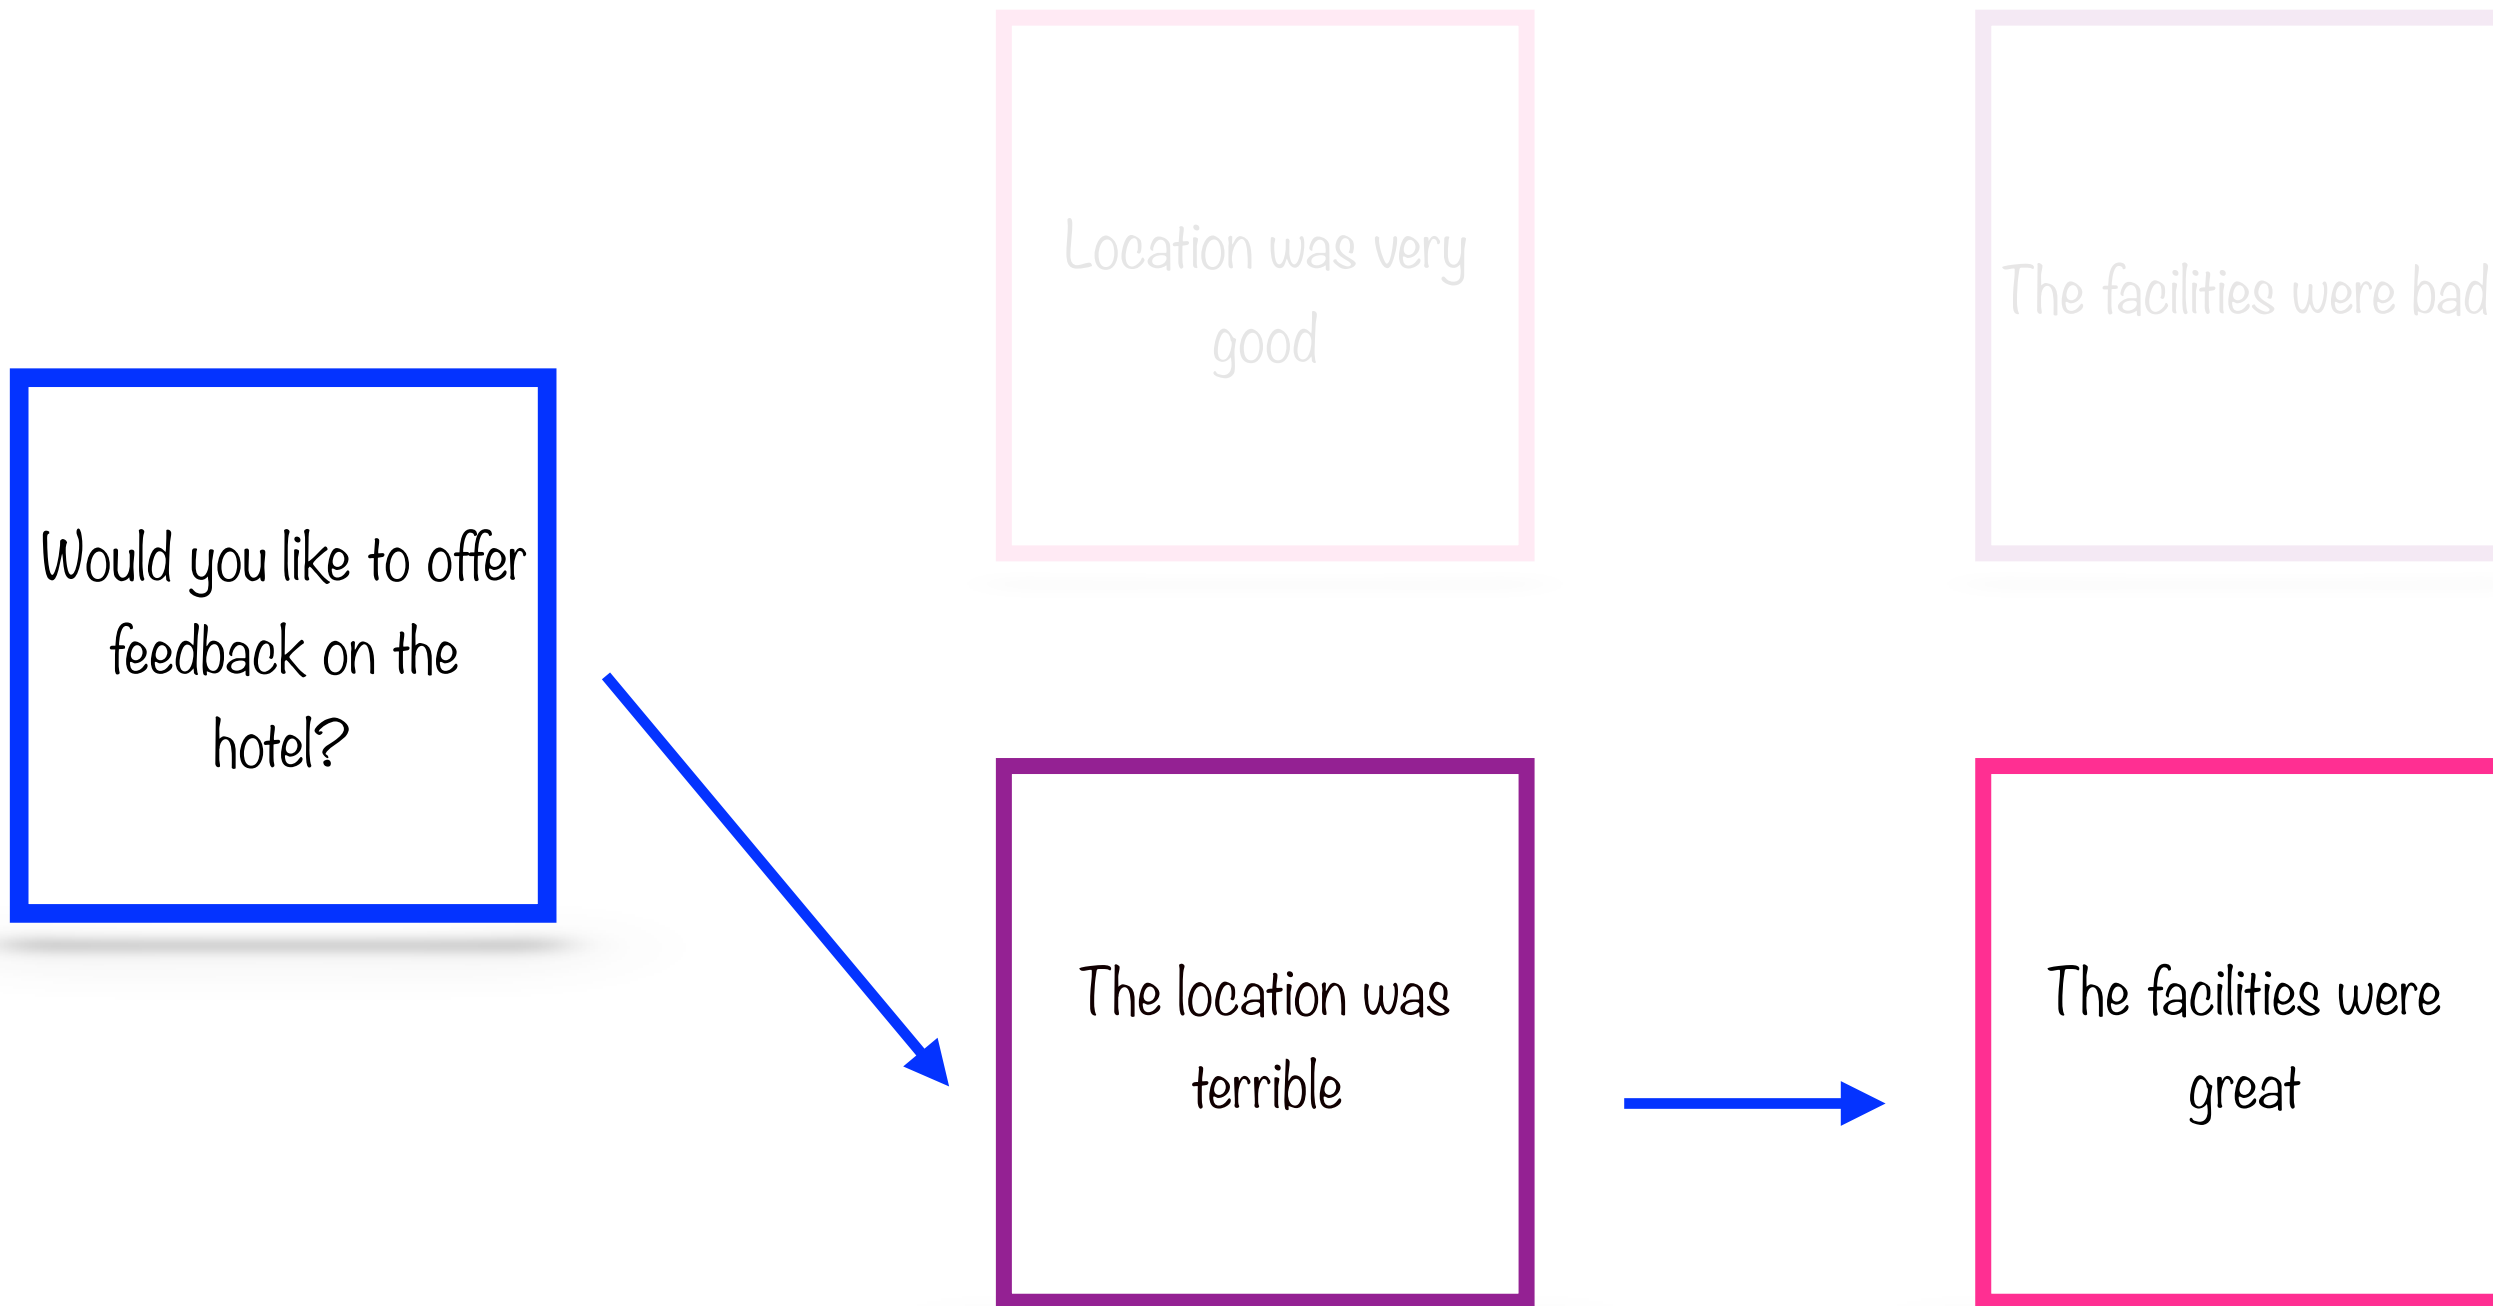 Would you like to offer
feedback on the
hotel?
Location was very
good
The facilities were bad
The location was
terrible
The facilities were
great